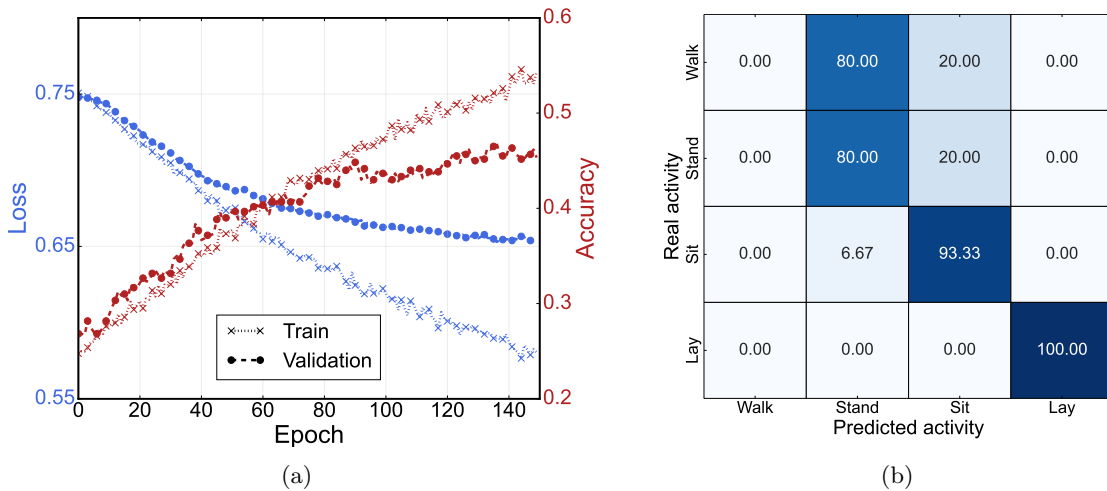 0.6
0.75
0.5
Loss
0.4
Accuracy
0.65
0.3
Train
Validation
0.55
0.2
0 20 40 60 80 100 120 140
Epoch
(a)
Walk 0.00 80.00 20.00 0.00
Stand 0.00 80.00 20.00 0.00
Real activity
Sit 0.00 6.67 93.33 0.00
Lay 0.00 0.00 0.00 100.00
Walk Stand Sit Lay
Predicted activity
(b)